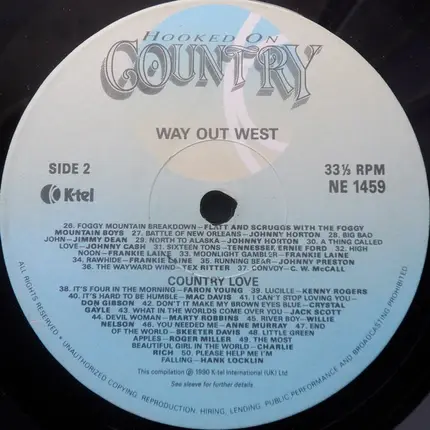 HOOKED ON
COUNTRY
WAY OUT WEST
SIDE 2
33⅓ RPM
K-tel
NE 1459
26. FOGGY MOUNTAIN BREAKDOWN–FLATT AND SCRUGGS WITH THE FOGGY
MOUNTAIN BOYS 27. BATTLE OF NEW ORLEANS–JOHNNY HORTON 28. BIG BAD
JOHN–JIMMY DEAN 29. NORTH TO ALASKA–JOHNNY HORTON 30. A THING CALLED
LOVE–JOHNNY CASH 31. SIXTEEN TONS–TENNESSEE ERNIE FORD 32. HIGH
NOON–FRANKIE LAINE 33. MOONLIGHT GAMBLER–FRANKIE LAINE
34. RAWHIDE–FRANKIE LAINE 35. RUNNING BEAR–JOHNNY PRESTON
36. THE WAYWARD WIND–TEX RITTER 37. CONVOY–C. W. McCALL
COUNTRY LOVE
38. IT'S FOUR IN THE MORNING–FARON YOUNG 39. LUCILLE–KENNY ROGERS
40. IT'S HARD TO BE HUMBLE–MAC DAVIS 41. I CAN'T STOP LOVING YOU–
DON GIBSON 42. DON'T IT MAKE MY BROWN EYES BLUE–CRYSTAL
GAYLE 43. WHAT IN THE WORLDS COME OVER YOU–JACK SCOTT
44. DEVIL WOMAN–MARTY ROBBINS 45. RIVER BOY–WILLIE
NELSON 46. YOU NEEDED ME–ANNE MURRAY 47. END
OF THE WORLD–SKEETER DAVIS 48. LITTLE GREEN
APPLES–ROGER MILLER 49. THE MOST
BEAUTIFUL GIRL IN THE WORLD–CHARLIE
RICH 50. PLEASE HELP ME I'M
FALLING–HANK LOCKLIN
This compilation ℗ 1990 K-tel International (UK) Ltd
See sleeve for further details
• UNAUTHORIZED COPYING, REPRODUCTION, HIRING, LENDING, PUBLIC PERFORMANCE AND BROADCASTING PROHIBITED • ALL RIGHTS RESERVED